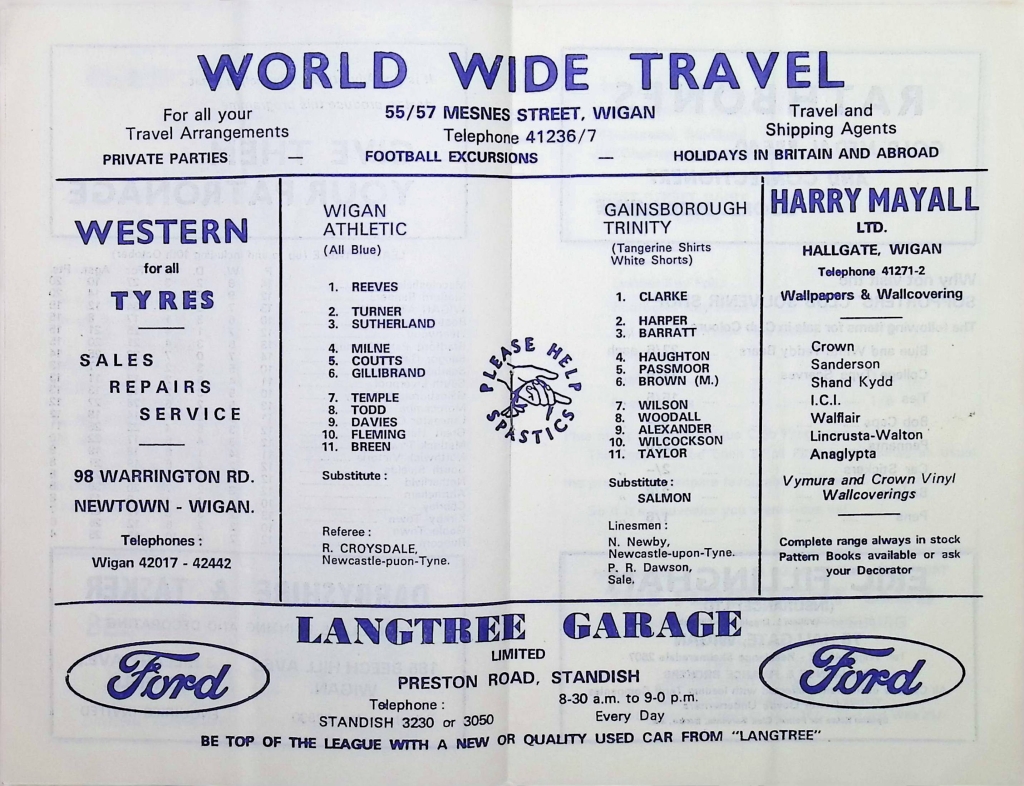 WORLD WIDE TRAVEL
For all your
Travel Arrangements
55/57 MESNES STREET, WIGAN
Telephone 41236/7
Travel and
Shipping Agents
PRIVATE PARTIES — FOOTBALL EXCURSIONS — HOLIDAYS IN BRITAIN AND ABROAD
WESTERN
for all
TYRES
SALES
REPAIRS
SERVICE
98 WARRINGTON RD.
NEWTOWN - WIGAN.
Telephones :
Wigan 42017 - 42442
WIGAN
ATHLETIC
(All Blue)
1. REEVES
2. TURNER
3. SUTHERLAND
4. MILNE
5. COUTTS
6. GILLIBRAND
7. TEMPLE
8. TODD
9. DAVIES
10. FLEMING
11. BREEN
Substitute :
Referee :
R. CROYSDALE,
Newcastle-puon-Tyne.
PLEASE HELP
SPASTICS
GAINSBOROUGH
TRINITY
(Tangerine Shirts
White Shorts)
1. CLARKE
2. HARPER
3. BARRATT
4. HAUGHTON
5. PASSMOOR
6. BROWN (M.)
7. WILSON
8. WOODALL
9. ALEXANDER
10. WILCOCKSON
11. TAYLOR
Substitute :
SALMON
Linesmen :
N. Newby,
Newcastle-upon-Tyne.
P. R. Dawson,
Sale.
HARRY MAYALL
LTD.
HALLGATE, WIGAN
Telephone 41271-2
Wallpapers & Wallcovering
Crown
Sanderson
Shand Kydd
I.C.I.
Walflair
Lincrusta-Walton
Anaglypta
Vymura and Crown Vinyl
Wallcoverings
Complete range always in stock
Pattern Books available or ask
your Decorator
LANGTREE GARAGE
LIMITED
Ford
PRESTON ROAD, STANDISH
Telephone :
STANDISH 3230 or 3050
8-30 a.m. to 9-0 p.m.
Every Day
Ford
BE TOP OF THE LEAGUE WITH A NEW OR QUALITY USED CAR FROM "LANGTREE"